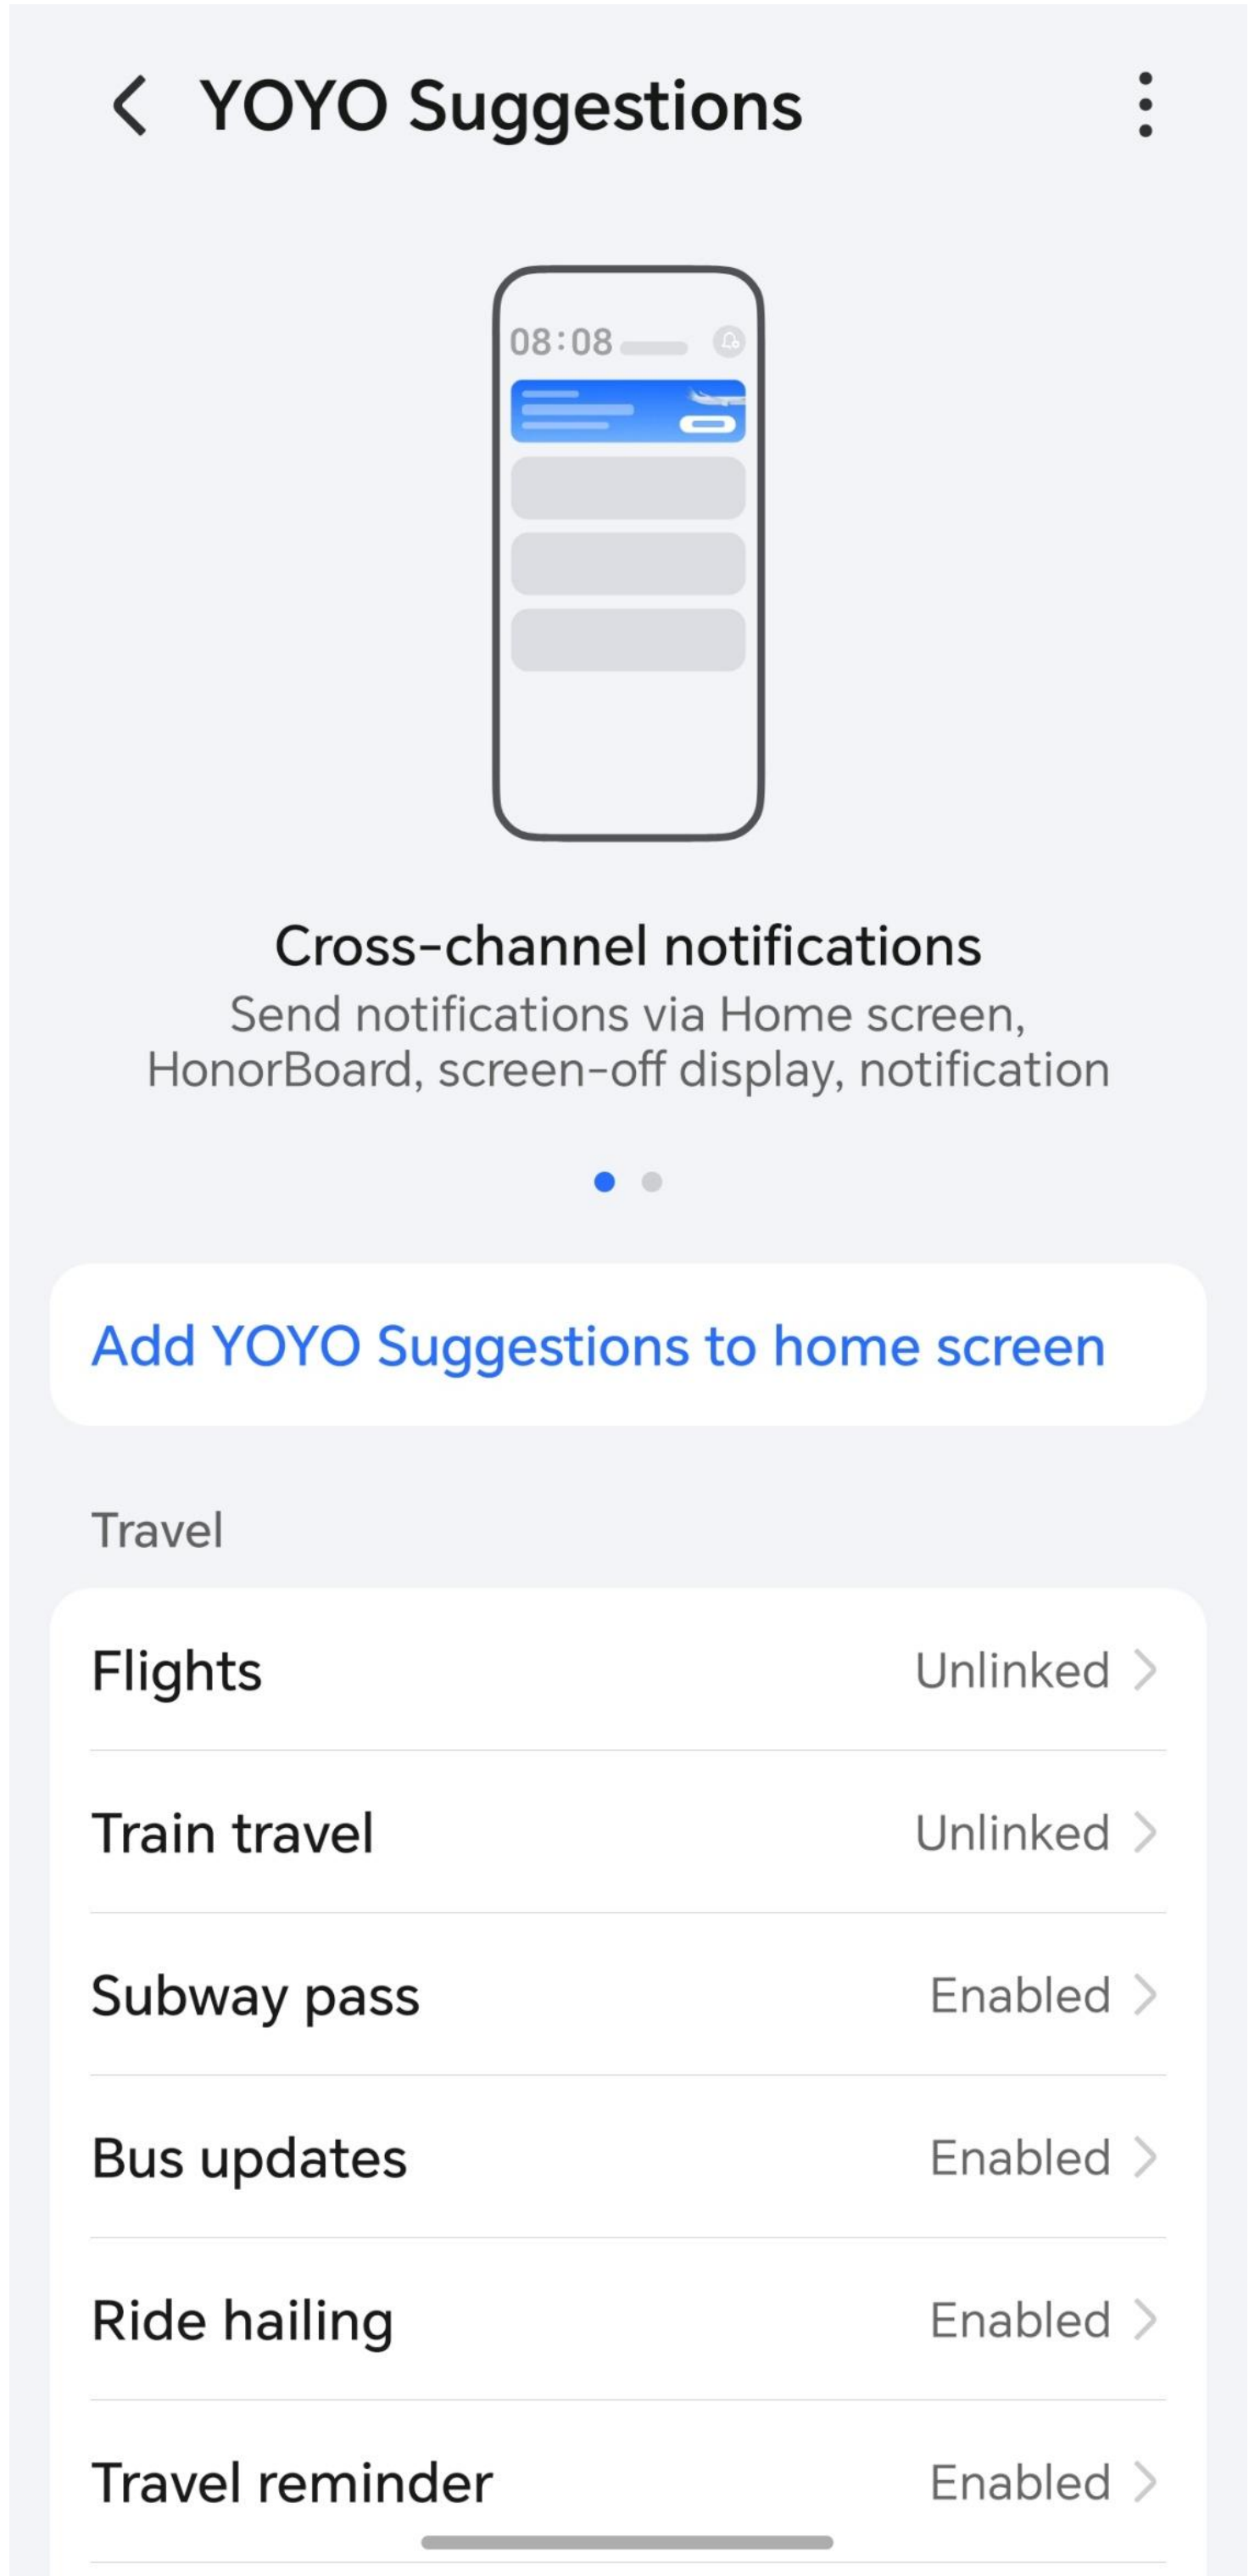 YOYO Suggestions
08:08
Cross-channel notifications
Send notifications via Home screen,
HonorBoard, screen-off display, notification
Add YOYO Suggestions to home screen
Travel
Flights Unlinked
Train travel Unlinked
Subway pass Enabled
Bus updates Enabled
Ride hailing Enabled
Travel reminder Enabled